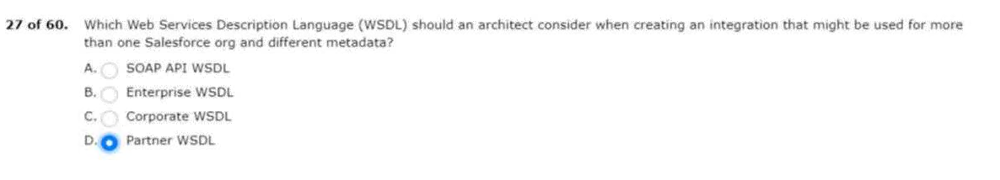 27 of 60. Which Web Services Description Language (WSDL) should an architect consider when creating an integration that might be used for more
than one Salesforce org and different metadata?
A. SOAP API WSDL
B. Enterprise WSDL
C. Corporate WSDL
D. Partner WSDL